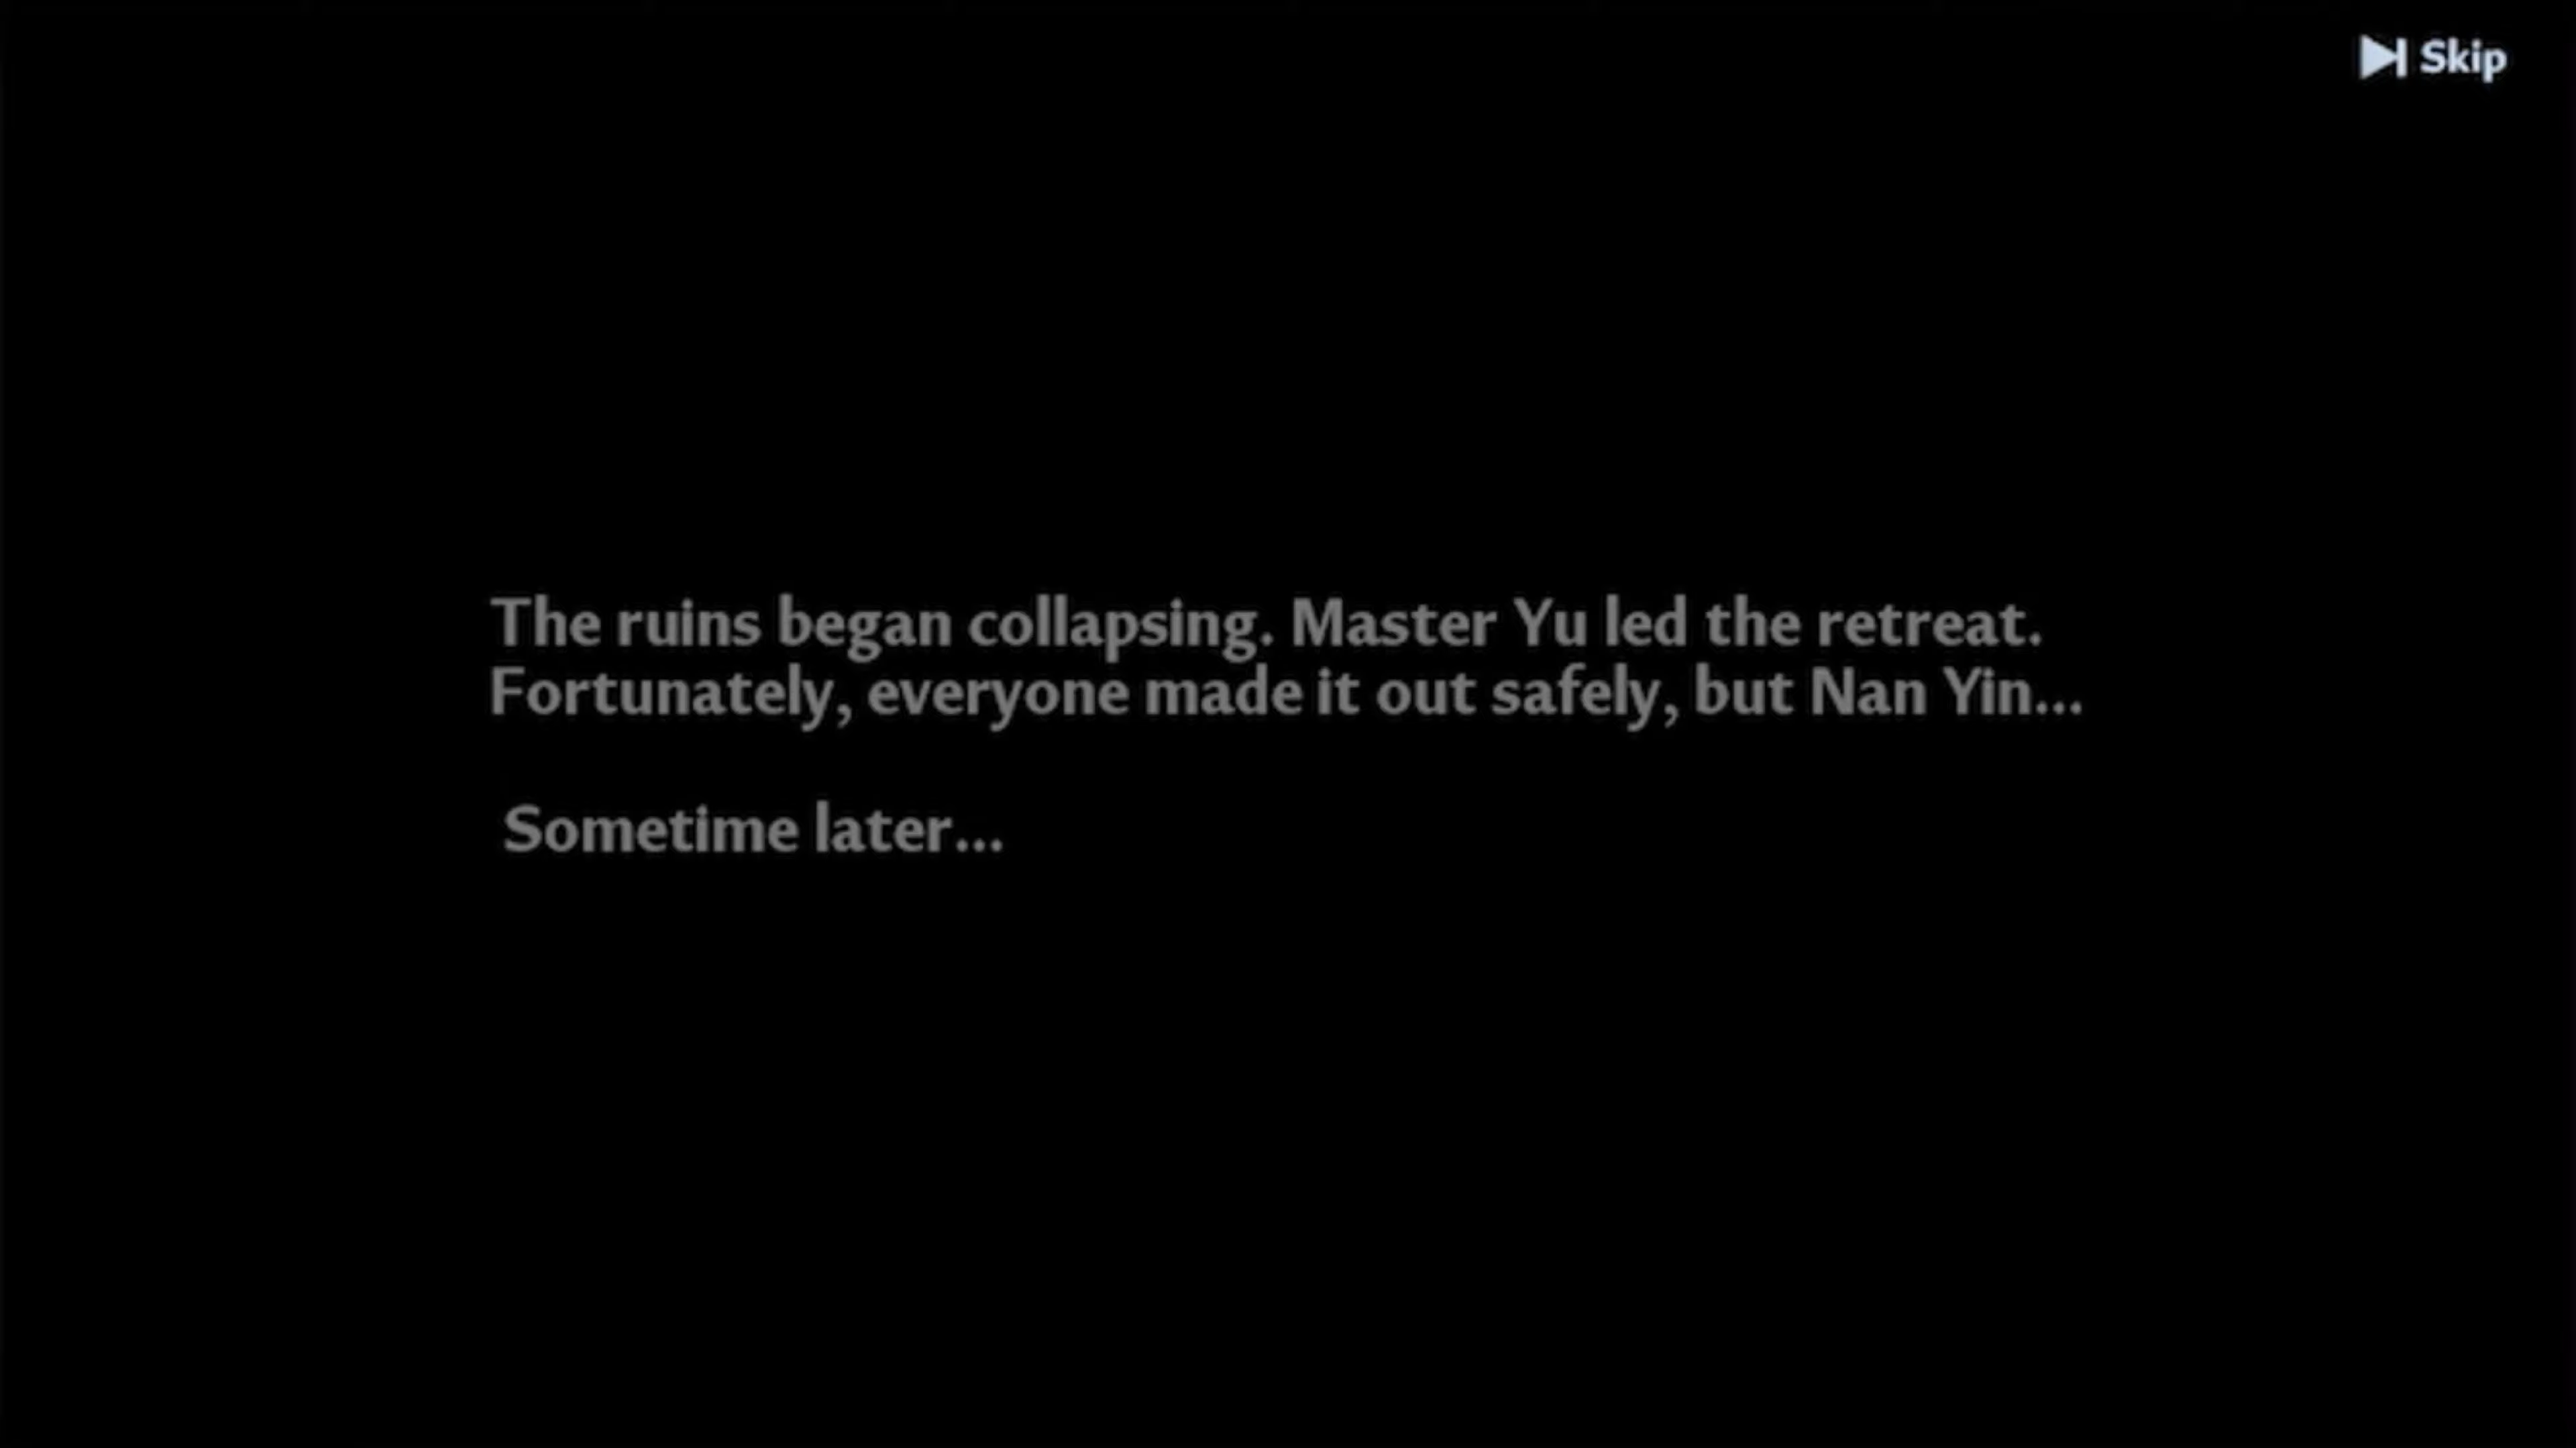 Skip
The ruins began collapsing. Master Yu led the retreat.
Fortunately, everyone made it out safely, but Nan Yin...
Sometime later...